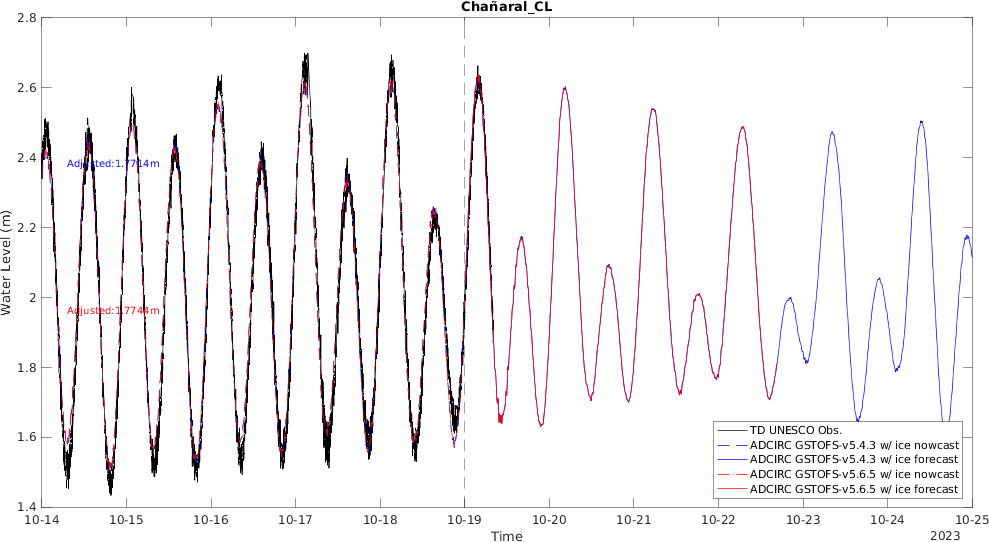 Chañaral_CL
2.8
2.6
2.4
2.2
2
1.8
1.6
1.4
Water Level (m)
Adjusted:1.7714m
Adjusted:1.7744m
TD UNESCO Obs.
ADCIRC GSTOFS-v5.4.3 w/ ice nowcast
ADCIRC GSTOFS-v5.4.3 w/ ice forecast
ADCIRC GSTOFS-v5.6.5 w/ ice nowcast
ADCIRC GSTOFS-v5.6.5 w/ ice forecast
10-14 10-15 10-16 10-17 10-18 10-19 10-20 10-21 10-22 10-23 10-24 10-25
Time
2023